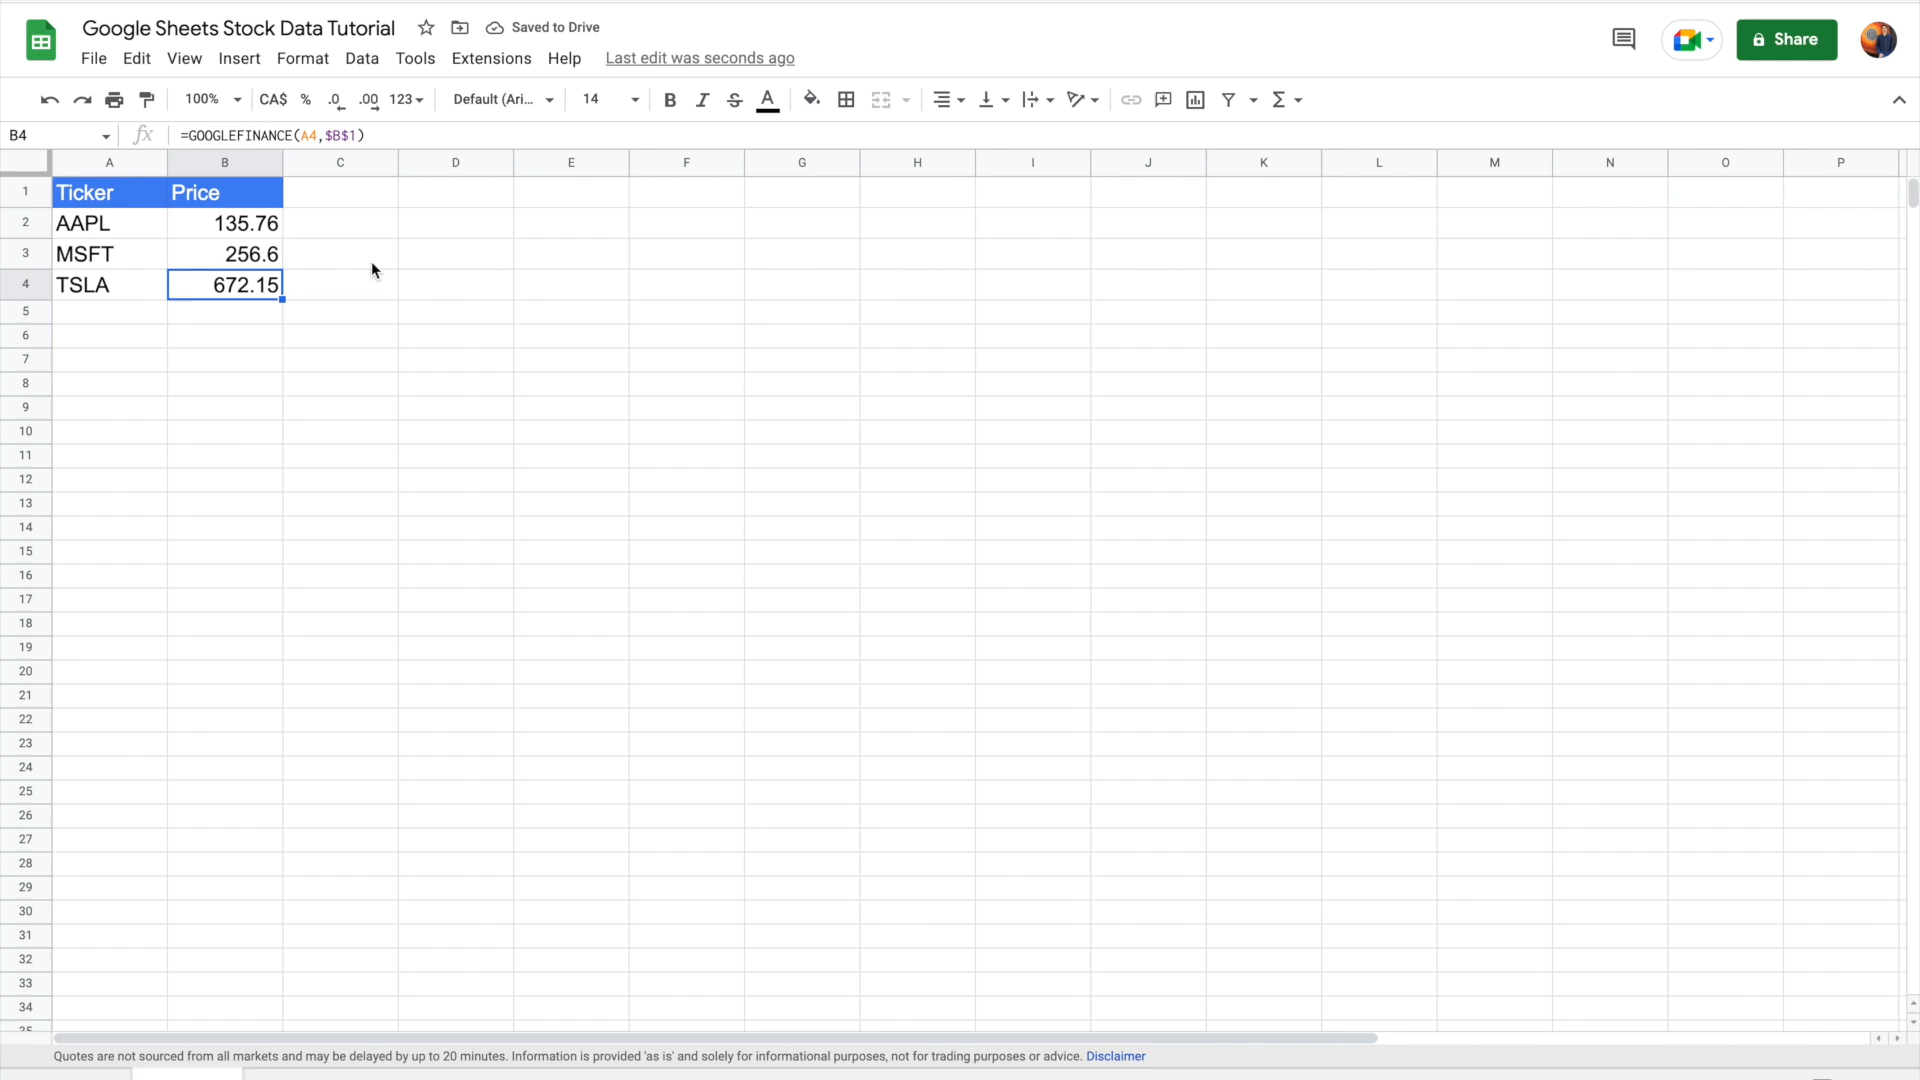 Google Sheets Stock Data Tutorial Saved to Drive
File Edit View Insert Format Data Tools Extensions Help Last edit was seconds ago
Share
100% CA$ % .0 .00 123 Default (Ari... 14 B I S A Σ
B4 fx =GOOGLEFINANCE(A4,$B$1)
A B C D E F G H I J K L M N O P
1 Ticker Price
2 AAPL 135.76
3 MSFT 256.6
4 TSLA 672.15
5
6
7
8
9
10
11
12
13
14
15
16
17
18
19
20
21
22
23
24
25
26
27
28
29
30
31
32
33
34
35
Quotes are not sourced from all markets and may be delayed by up to 20 minutes. Information is provided 'as is' and solely for informational purposes, not for trading purposes or advice. Disclaimer